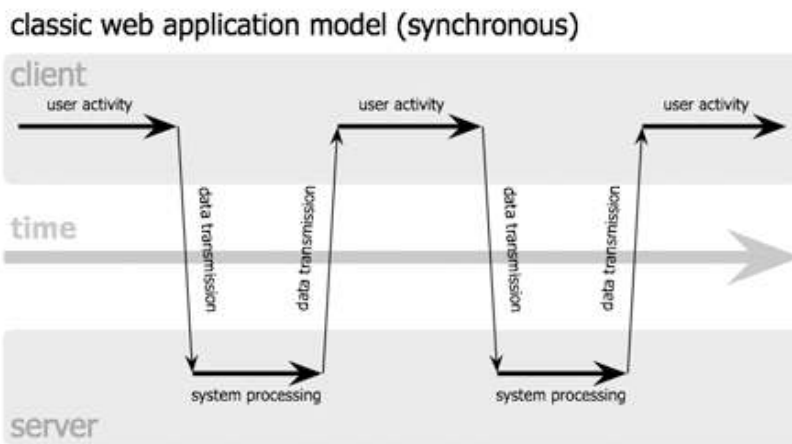 classic web application model (synchronous)
client
user activity
user activity
user activity
data transmission
data transmission
data transmission
data transmission
time
system processing
system processing
server